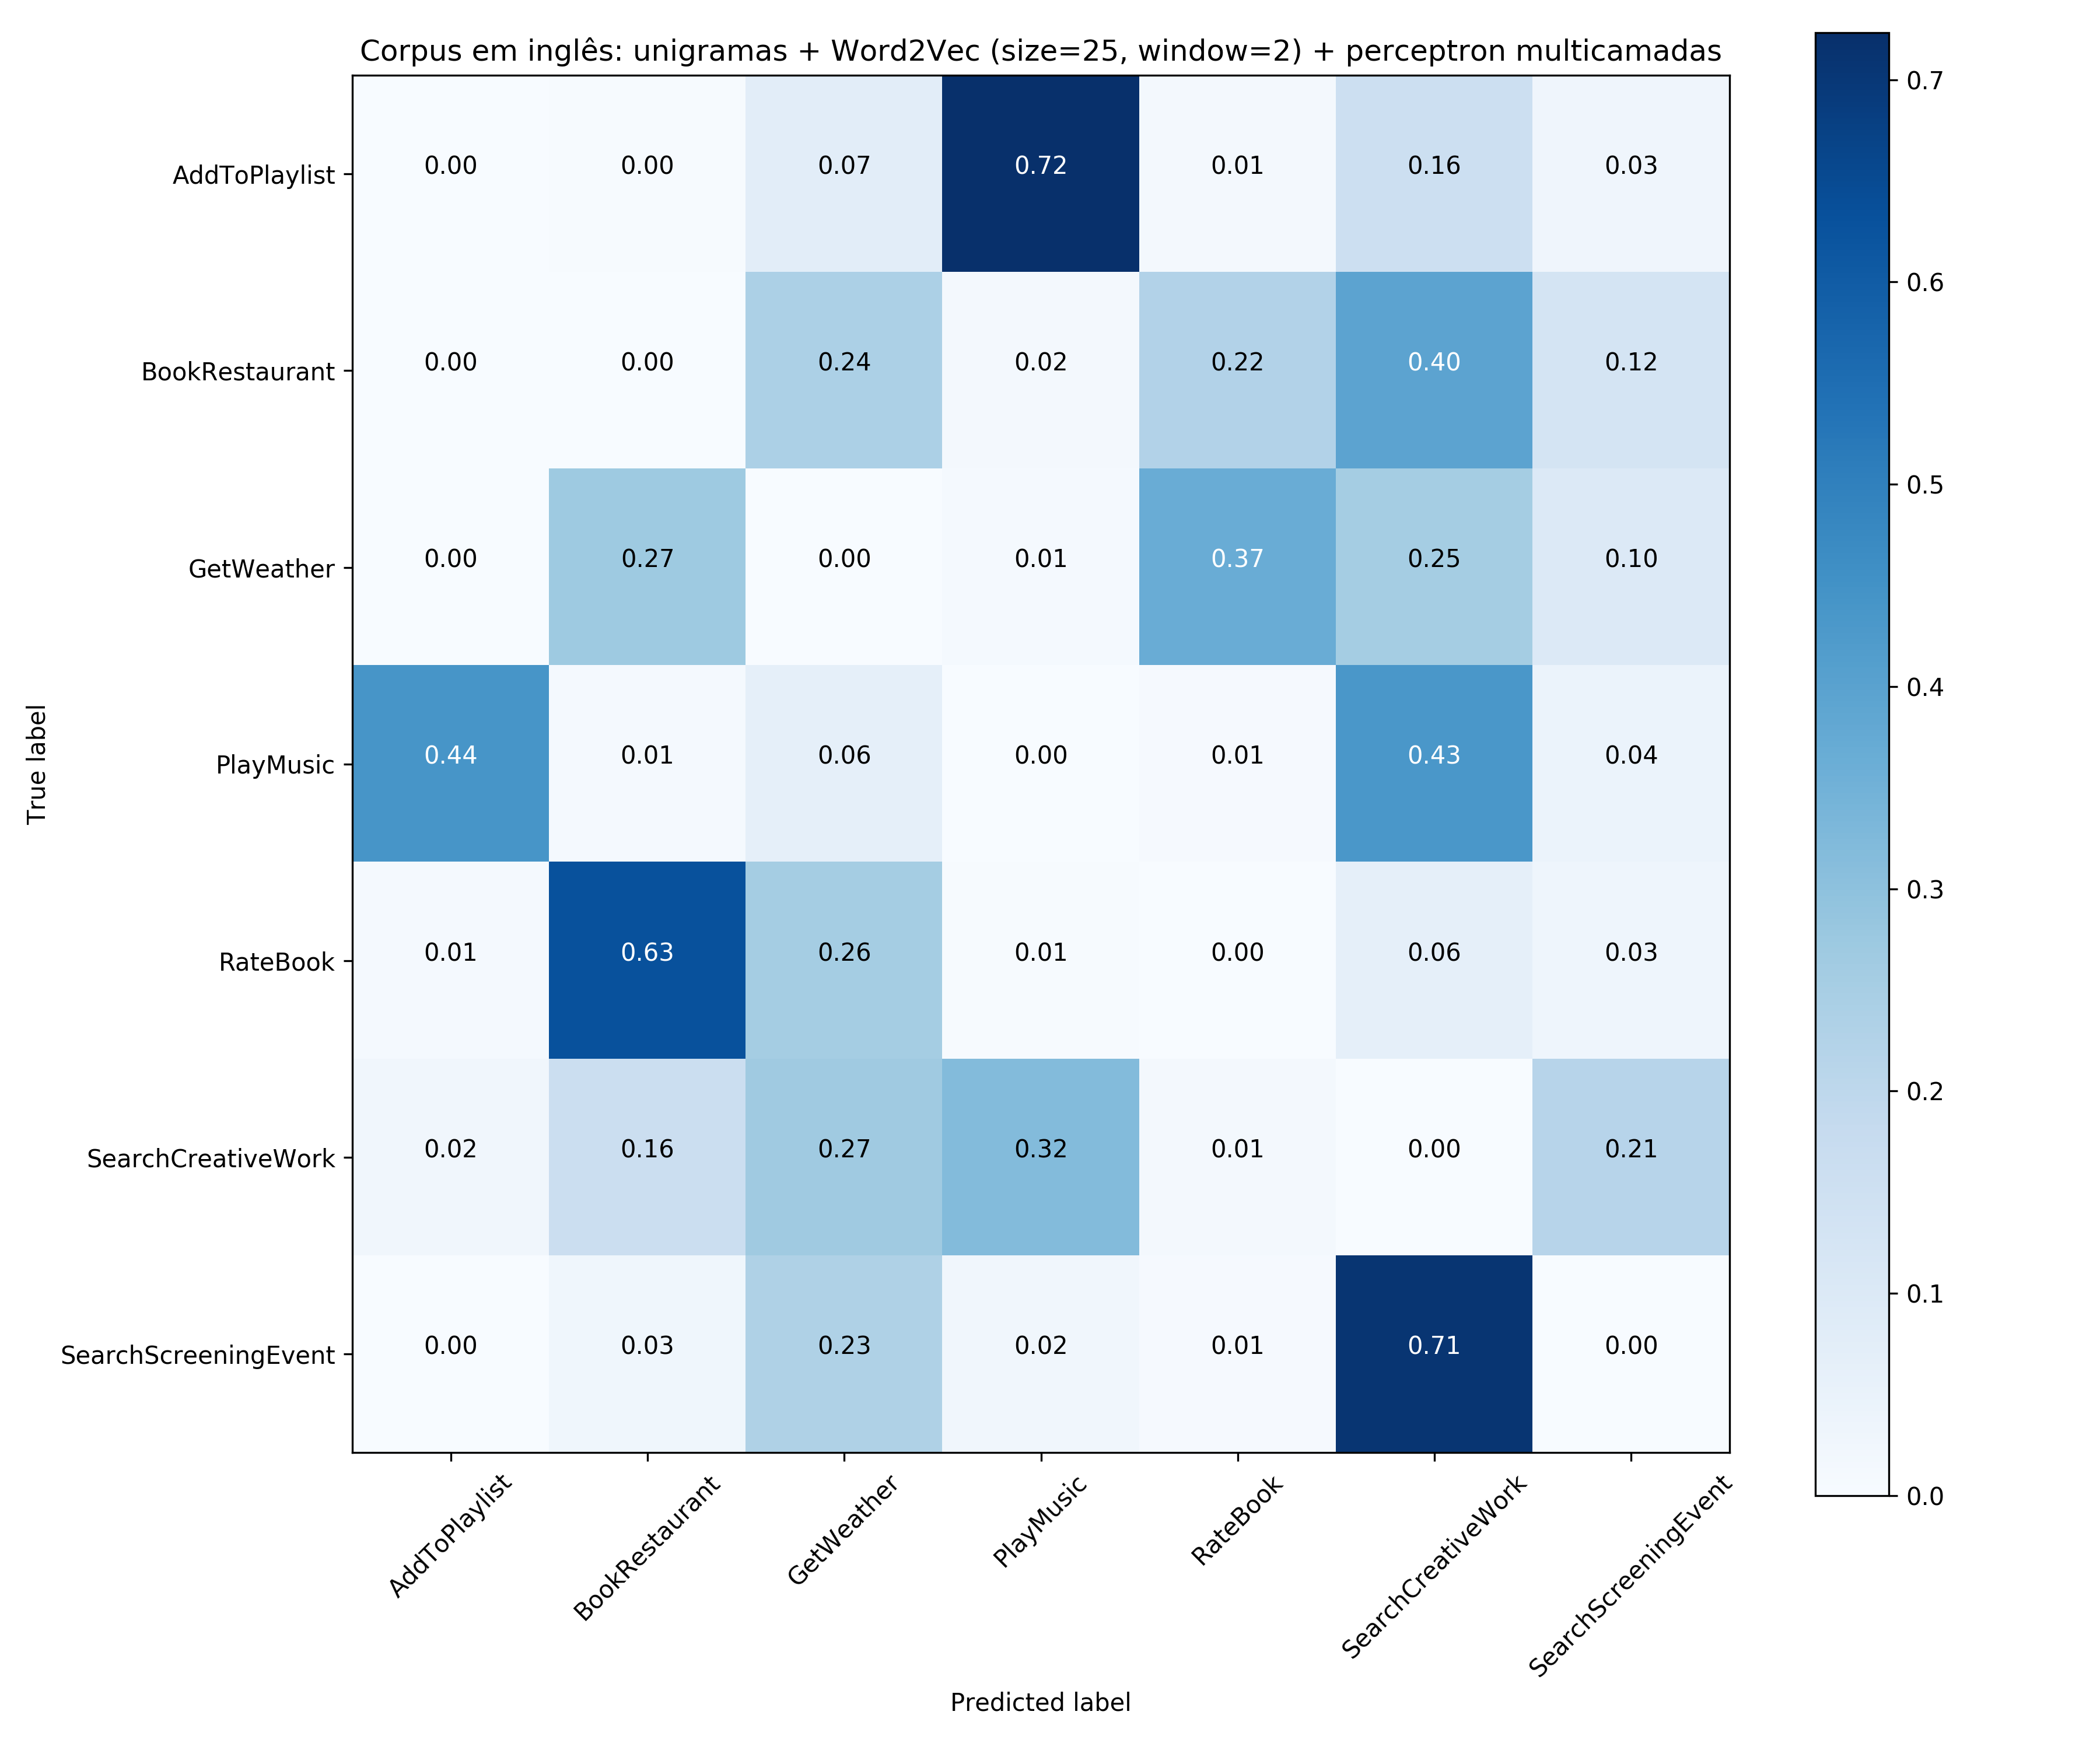 Corpus em inglês: unigramas + Word2Vec (size=25, window=2) + perceptron multicamadas
True label
AddToPlaylist 0.00 0.00 0.07 0.72 0.01 0.16 0.03
BookRestaurant 0.00 0.00 0.24 0.02 0.22 0.40 0.12
GetWeather 0.00 0.27 0.00 0.01 0.37 0.25 0.10
PlayMusic 0.44 0.01 0.06 0.00 0.01 0.43 0.04
RateBook 0.01 0.63 0.26 0.01 0.00 0.06 0.03
SearchCreativeWork 0.02 0.16 0.27 0.32 0.01 0.00 0.21
SearchScreeningEvent 0.00 0.03 0.23 0.02 0.01 0.71 0.00
AddToPlaylist BookRestaurant GetWeather PlayMusic RateBook SearchCreativeWork SearchScreeningEvent
Predicted label
0.7
0.6
0.5
0.4
0.3
0.2
0.1
0.0